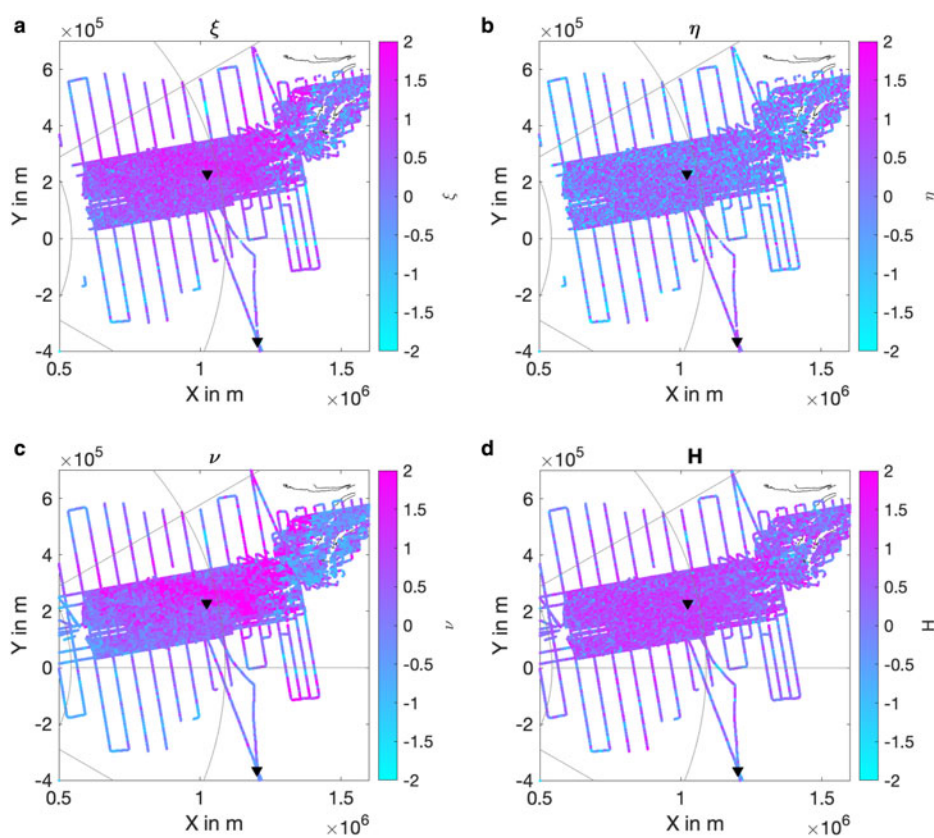 a ξ b η
×10⁵ 2 ×10⁵ 2
6 1.5 6 1.5
4 1 4 1
0.5 0.5
2 0 ξ 2 0 η
0 -0.5 0 -0.5
-2 -1 -2 -1
-1.5 -1.5
-4 -2 -4 -2
Y in m Y in m
0.5 1 1.5 0.5 1 1.5
X in m ×10⁶ X in m ×10⁶
c ν d H
×10⁵ 2 ×10⁵ 2
6 1.5 6 1.5
4 1 4 1
0.5 0.5
2 0 ν 2 0 H
0 -0.5 0 -0.5
-2 -1 -2 -1
-1.5 -1.5
-4 -2 -4 -2
Y in m Y in m
0.5 1 1.5 0.5 1 1.5
X in m ×10⁶ X in m ×10⁶